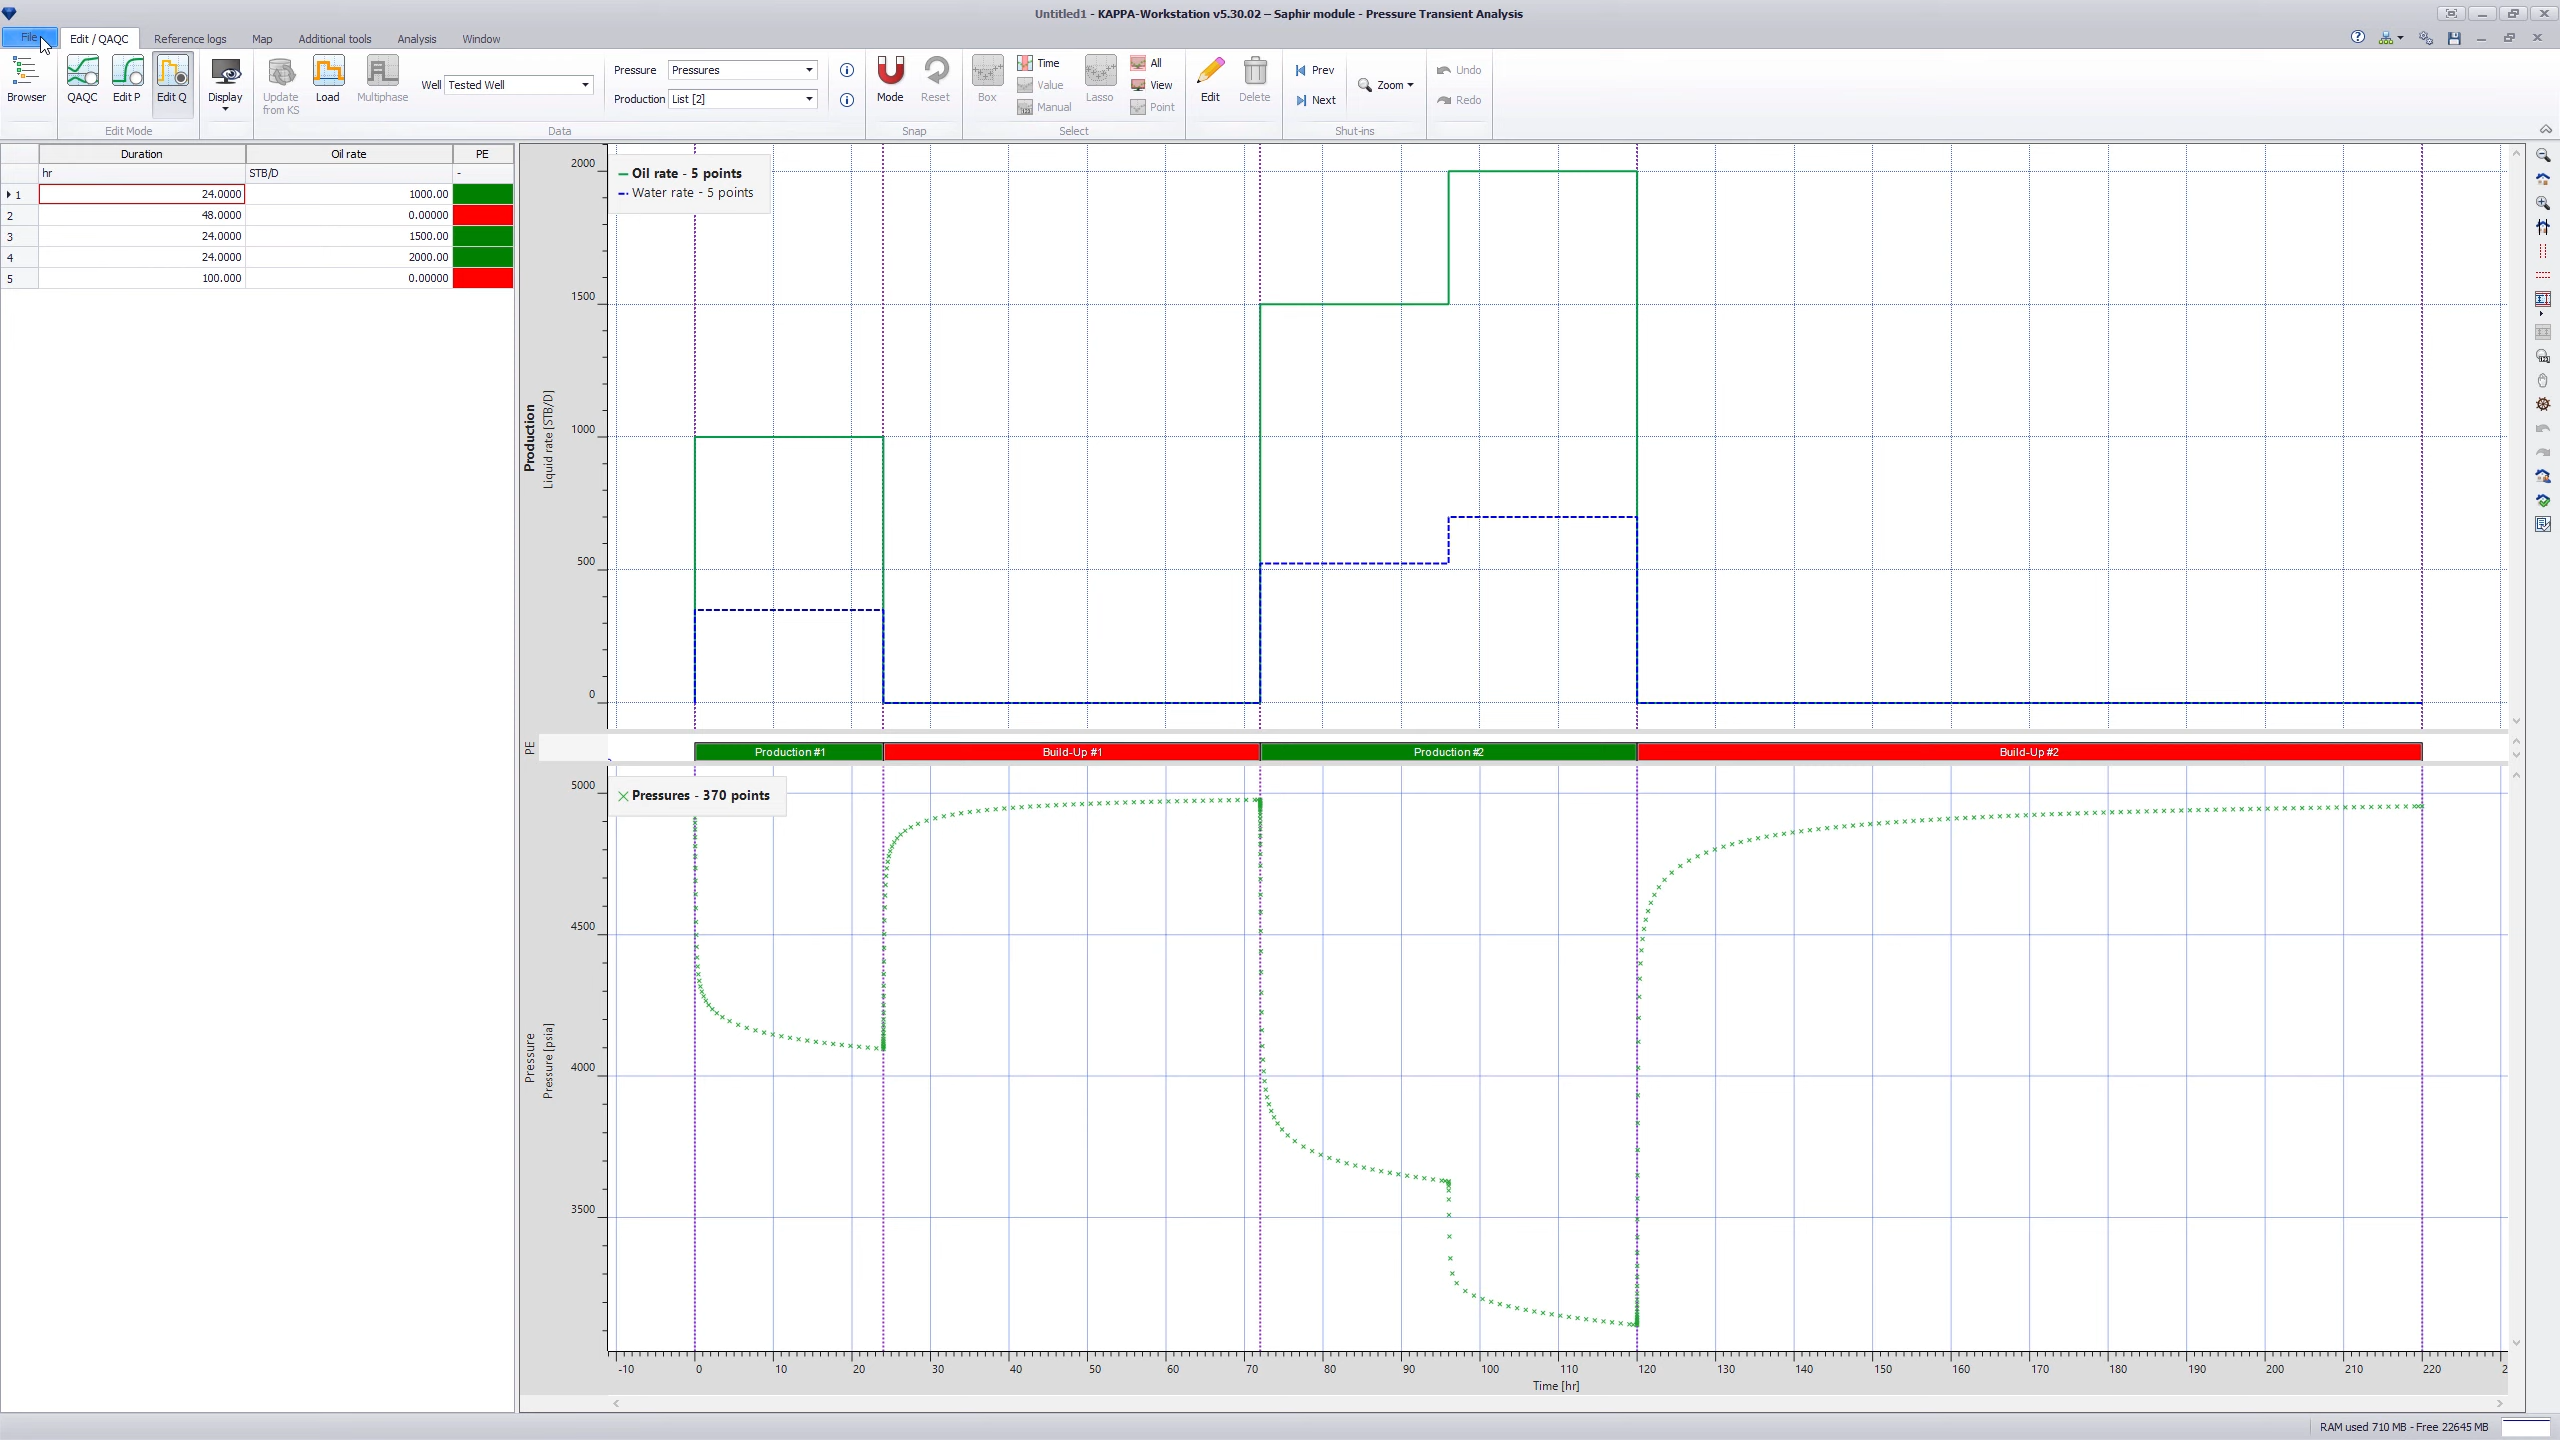 Untitled1 - KAPPA-Workstation v5.30.02 – Saphir module - Pressure Transient Analysis
File Edit / QAQC Reference logs Map Additional tools Analysis Window
Browser
QAQC Edit P Edit Q
Edit Mode
Display
Update from KS
Load
Multiphase
Well Tested Well
Pressure Pressures
Production List [2]
Data
Mode Reset
Snap
Box
Time
Value
Manual
Lasso
All
View
Point
Select
Edit Delete
Prev
Next
Zoom
Shut-ins
Undo
Redo
Duration Oil rate PE
hr STB/D -
1 24.0000 1000.00
2 48.0000 0.00000
3 24.0000 1500.00
4 24.0000 2000.00
5 100.000 0.00000
Oil rate - 5 points
Water rate - 5 points
2000
1500
1000
500
0
Production
Liquid rate [STB/D]
PE
Production #1 Build-Up #1 Production #2 Build-Up #2
Pressures - 370 points
5000
4500
4000
3500
Pressure
Pressure [psia]
-10 0 10 20 30 40 50 60 70 80 90 100 110 120 130 140 150 160 170 180 190 200 210 220 2
Time [hr]
RAM used 710 MB - Free 22645 MB